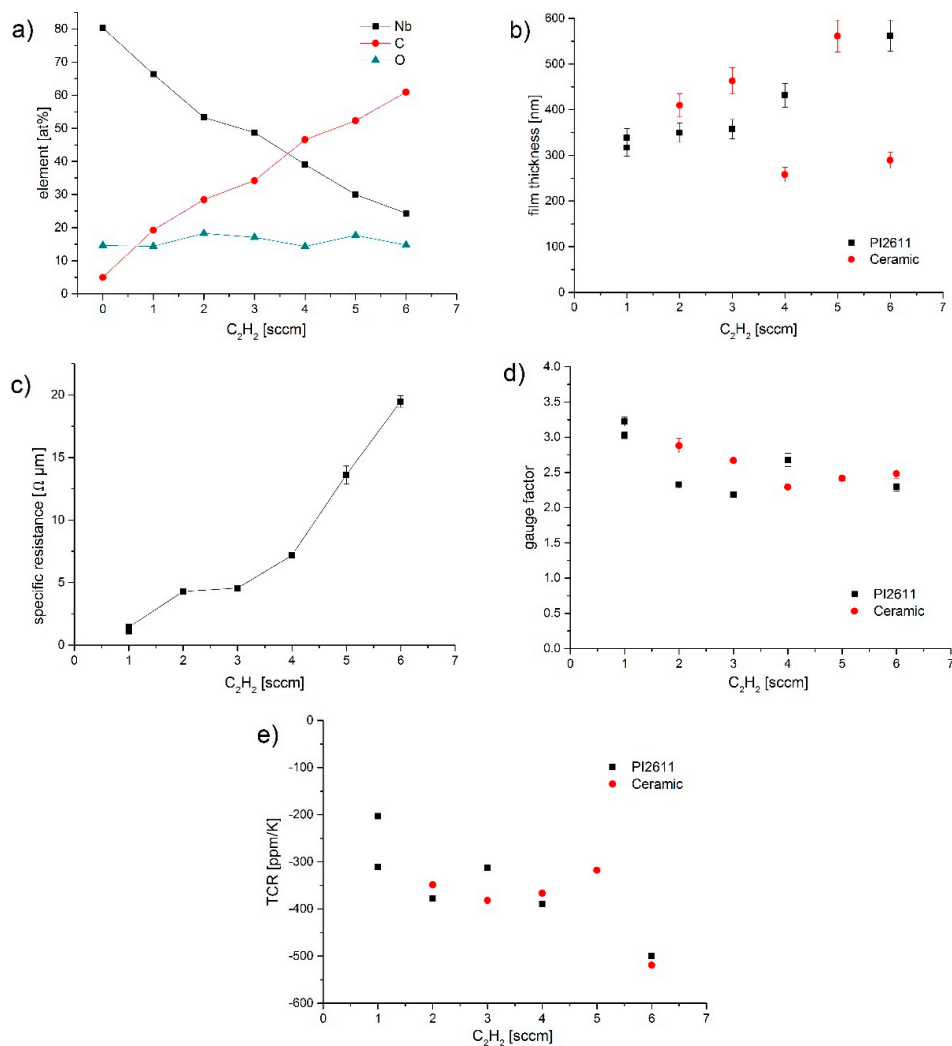 a)
Nb
C
O
80
70
60
50
40
30
20
10
0
element [at%]
0 1 2 3 4 5 6 7
C₂H₂ [sccm]
b)
600
500
400
300
200
100
0
film thickness [nm]
PI2611
Ceramic
0 1 2 3 4 5 6 7
C₂H₂ [sccm]
c)
20
15
10
5
0
specific resistance [Ω µm]
0 1 2 3 4 5 6 7
C₂H₂ [sccm]
d)
4.0
3.5
3.0
2.5
2.0
1.5
1.0
0.5
0.0
gauge factor
PI2611
Ceramic
0 1 2 3 4 5 6 7
C₂H₂ [sccm]
e)
0
-100
-200
-300
-400
-500
-600
TCR [ppm/K]
PI2611
Ceramic
0 1 2 3 4 5 6 7
C₂H₂ [sccm]